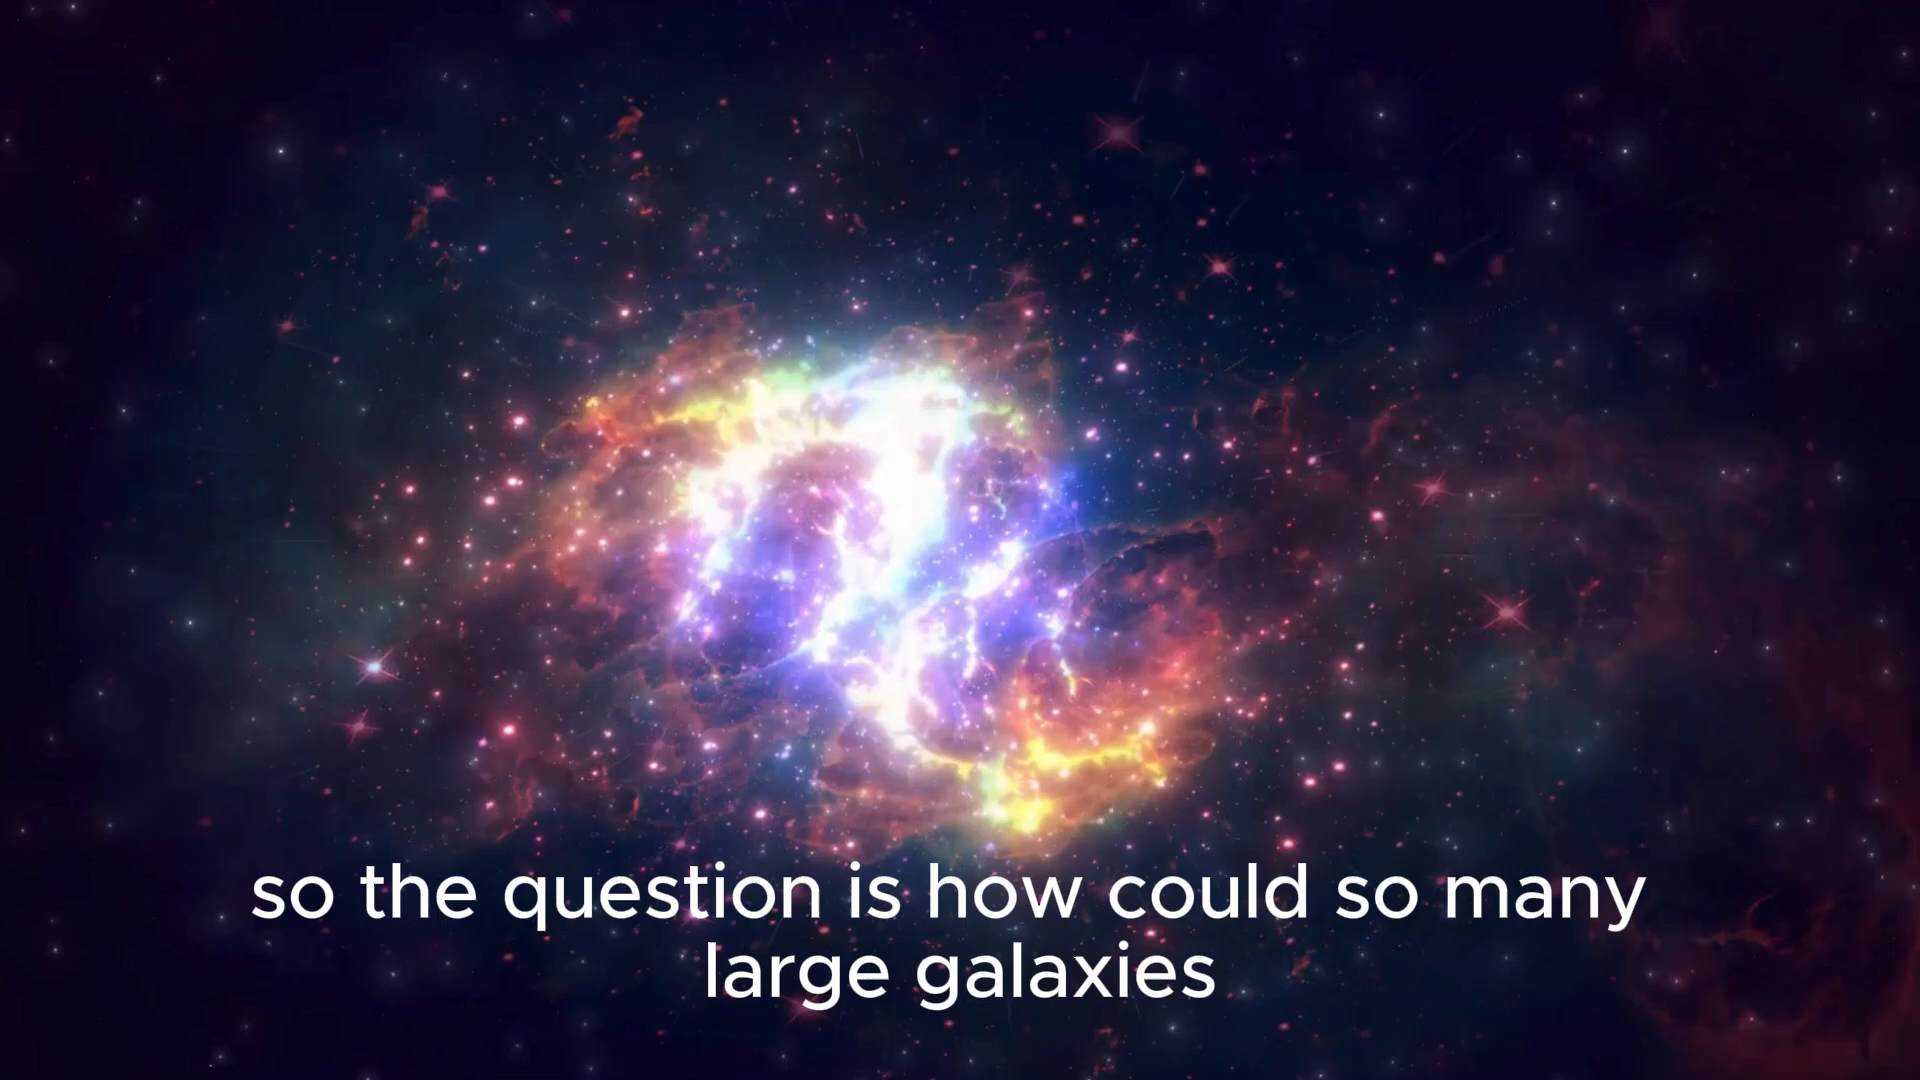 so the question is how could so many
large galaxies